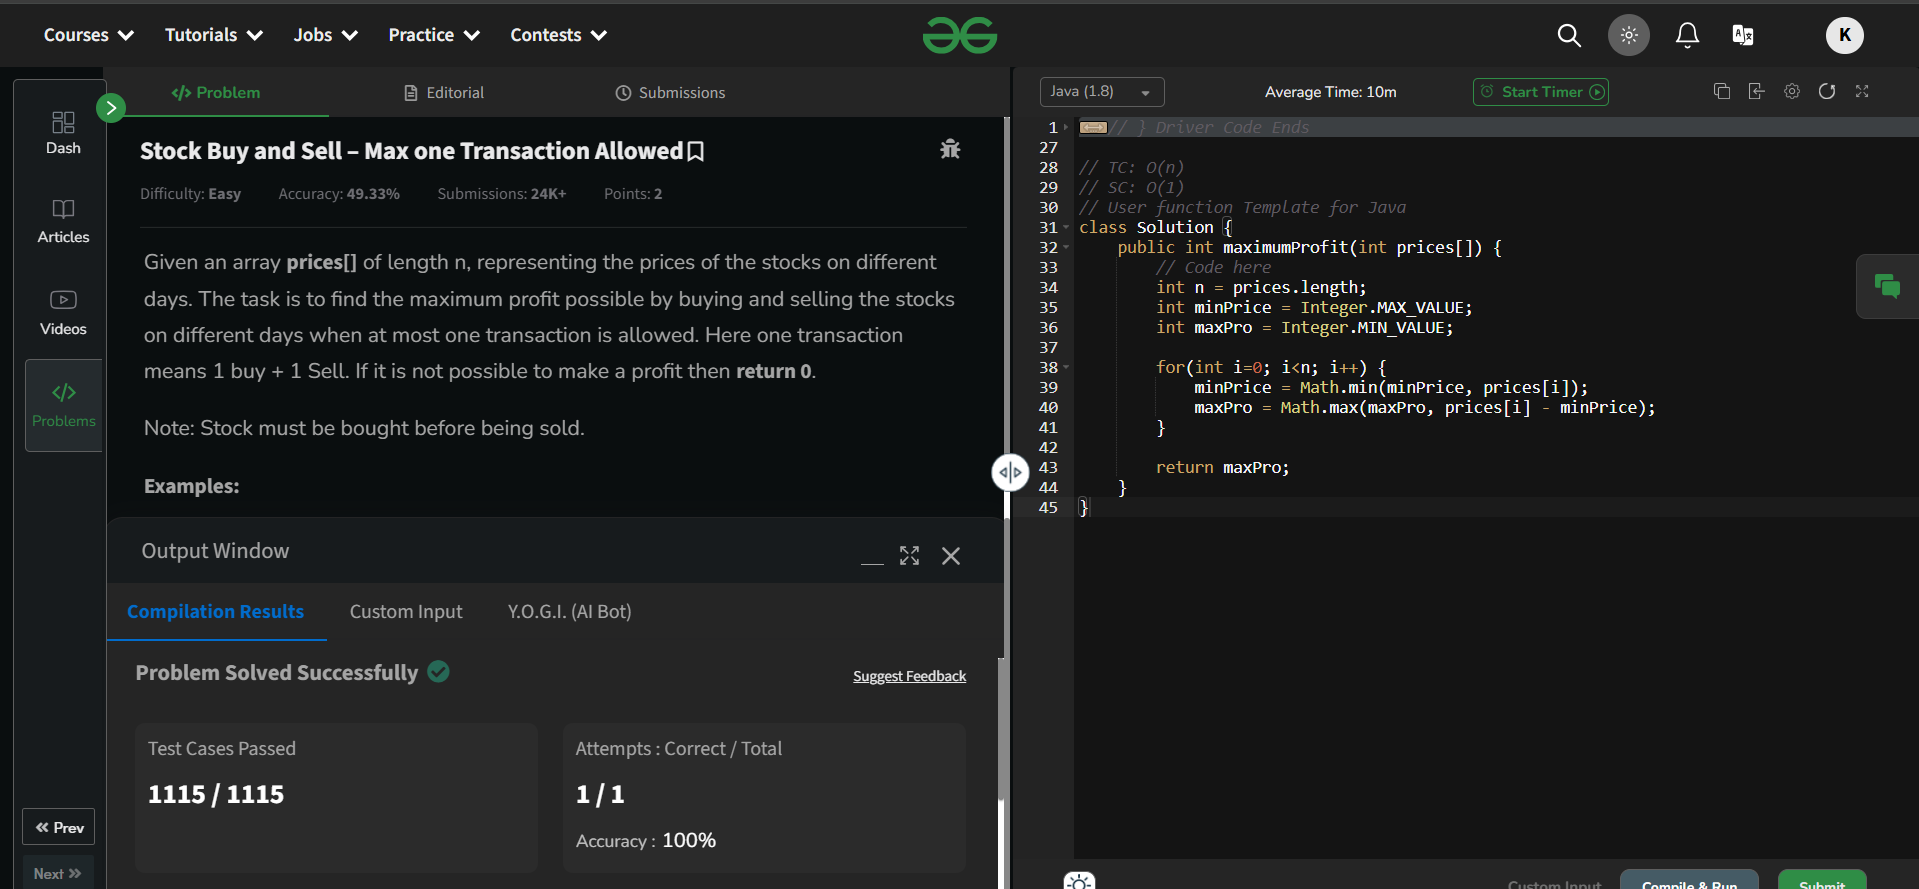 Courses Tutorials Jobs Practice Contests
K
Dash
Articles
Videos
Problems
Prev
Next
Problem Editorial Submissions
Stock Buy and Sell – Max one Transaction Allowed
Difficulty: Easy Accuracy: 49.33% Submissions: 24K+ Points: 2
Given an array prices[] of length n, representing the prices of the stocks on different
days. The task is to find the maximum profit possible by buying and selling the stocks
on different days when at most one transaction is allowed. Here one transaction
means 1 buy + 1 Sell. If it is not possible to make a profit then return 0.
Note: Stock must be bought before being sold.
Examples:
Output Window
Compilation Results Custom Input Y.O.G.I. (AI Bot)
Problem Solved Successfully
Suggest Feedback
Test Cases Passed
1115 / 1115
Attempts : Correct / Total
1 / 1
Accuracy : 100%
Java (1.8) Average Time: 10m Start Timer
1 // } Driver Code Ends
27
28 // TC: O(n)
29 // SC: O(1)
30 // User function Template for Java
31 class Solution {
32 public int maximumProfit(int prices[]) {
33 // Code here
34 int n = prices.length;
35 int minPrice = Integer.MAX_VALUE;
36 int maxPro = Integer.MIN_VALUE;
37
38 for(int i=0; i<n; i++) {
39 minPrice = Math.min(minPrice, prices[i]);
40 maxPro = Math.max(maxPro, prices[i] - minPrice);
41 }
42
43 return maxPro;
44 }
45 }
Custom Input Compile & Run Submit